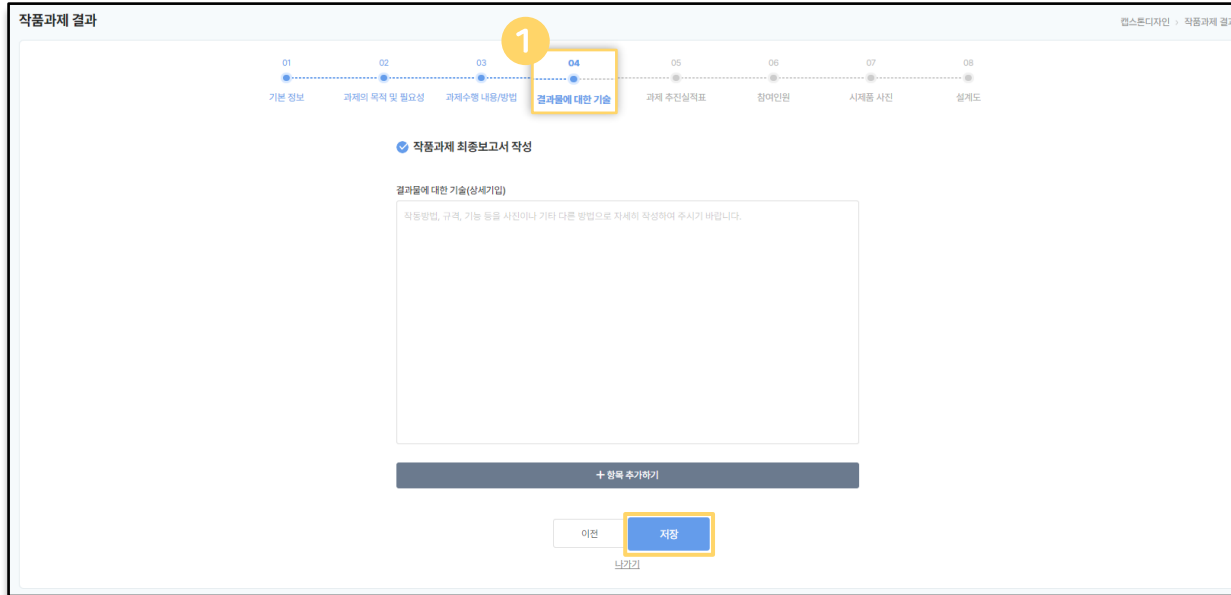 작품과제 결과
캡스톤디자인 › 작품과제 결과
1
01 02 03 04 05 06 07 08
기본 정보 과제의 목적 및 필요성 과제수행 내용/방법 결과물에 대한 기술 과제 추진실적표 참여인원 시제품 사진 설계도
작품과제 최종보고서 작성
결과물에 대한 기술(상세기입)
작동방법, 규격, 기능 등을 사진이나 기타 다른 방법으로 자세히 작성하여 주시기 바랍니다.
+ 항목 추가하기
이전 저장
나가기